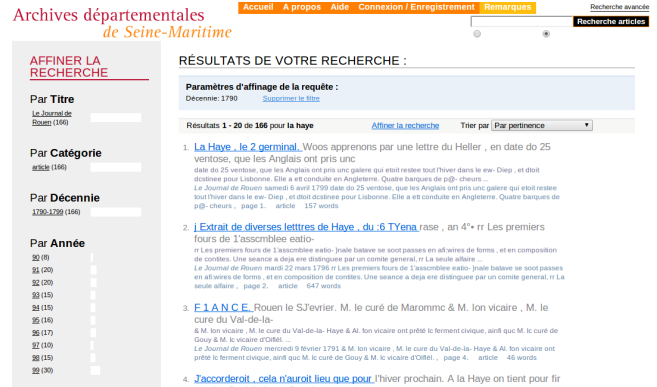 Archives départementales
de Seine-Maritime
Accueil A propos Aide Connexion / Enregistrement Remarques
Recherche avancée
Rechercher articles
AFFINER LA
RECHERCHE
Par Titre
Le Journal de
Rouen (166)
Par Catégorie
article (166)
Par Décennie
1790-1799 (166)
Par Année
90 (8)
91 (20)
92 (20)
93 (15)
94 (15)
95 (16)
96 (17)
97 (10)
98 (15)
99 (30)
RÉSULTATS DE VOTRE RECHERCHE :
Paramètres d'affinage de la requête :
Décennie: 1790 Supprimer le filtre
Résultats 1 - 20 de 166 pour la haye Affiner la recherche Trier par Par pertinence
1. La Haye , le 2 germinal. Woos apprenons par une lettre du Heller , en date do 25
ventose, que les Anglais ont pris unc
date do 25 ventose, que les Anglais ont pris unc galere qui etoit restee tout l'hiver dans le ew- Diep , et dtoit
dcstinee pour Lisbonne. Elle a ett conduite en Angleterre. Quatre barques de p@- cheurs ...
Le Journal de Rouen samedi 6 avril 1799 date do 25 ventose, que les Anglais ont pris unc galere qui etoit restee
tout l'hiver dans le ew- Diep , et dtoit dcstinee pour Lisbonne. Elle a ett conduite en Angleterre. Quatre barques de
p@- cheurs , page 1. article 157 words
2. j Extrait de diverses letttres de Haye , du :6 TYena rase , an 4°• rr Les premiers
fours de 1'asscmblee eatio-
rr Les premiers fours de 1'asscmblee eatio- )nale batave se soot passes en afi:wires de forms , et en composition
de contites. Une seance a deja ere distinguee par un comite general, rr La seule alfaire ...
Le Journal de Rouen mardi 22 mars 1796 rr Les premiers fours de 1'asscmblee eatio- )nale batave se soot passes
en afi:wires de forms , et en composition de contites. Une seance a deja ere distinguee par un comite general, rr La
seule alfaire , page 2. article 647 words
3. F 1 A N C E. Rouen le SJ'evrier. M. le curé de Marommc & M. Ion vicaire , M. le
cure du Val-de-la-
& M. Ion vicaire , M. le cure du Val-de-la- Haye & Al. fon vicaire ont prêté lc ferment civique, ainfi quc M. lc curé de
Gouy & M. lc vicaire d'Oiflél. ..
Le Journal de Rouen mercredi 9 février 1791 & M. Ion vicaire , M. le cure du Val-de-la- Haye & Al. fon vicaire ont
prêté lc ferment civique, ainfi quc M. lc curé de Gouy & M. lc vicaire d'Oiflél. , page 4. article 46 words
4. J'accorderoit , cela n'auroit lieu que pour l'hiver prochain. A la Haye on tient pour fir